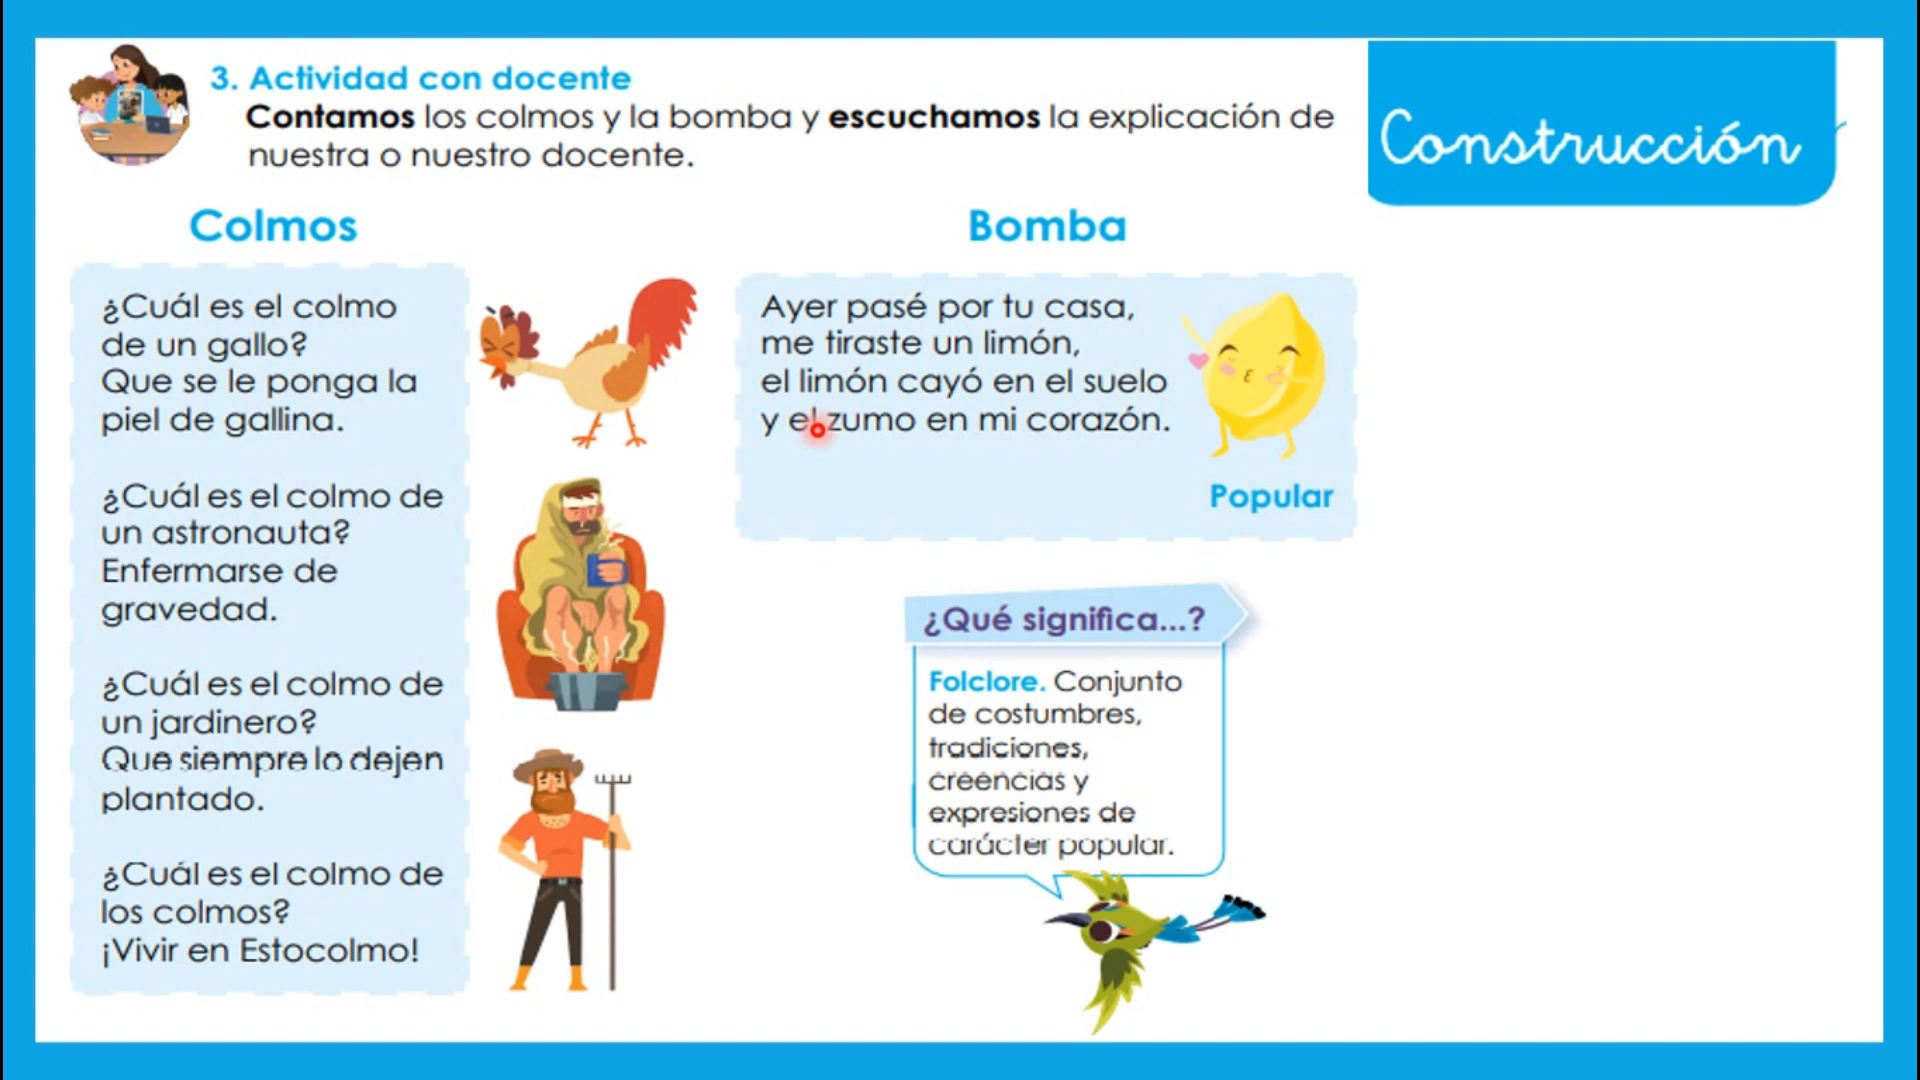 3. Actividad con docente
Contamos los colmos y la bomba y escuchamos la explicación de
nuestra o nuestro docente.
Construcción
Colmos
¿Cuál es el colmo
de un gallo?
Que se le ponga la
piel de gallina.
¿Cuál es el colmo de
un astronauta?
Enfermarse de
gravedad.
¿Cuál es el colmo de
un jardinero?
Que siempre lo dejen
plantado.
¿Cuál es el colmo de
los colmos?
¡Vivir en Estocolmo!
Bomba
Ayer pasé por tu casa,
me tiraste un limón,
el limón cayó en el suelo
y el zumo en mi corazón.
Popular
¿Qué significa...?
Folclore. Conjunto
de costumbres,
tradiciones,
creencias y
expresiones de
carácter popular.